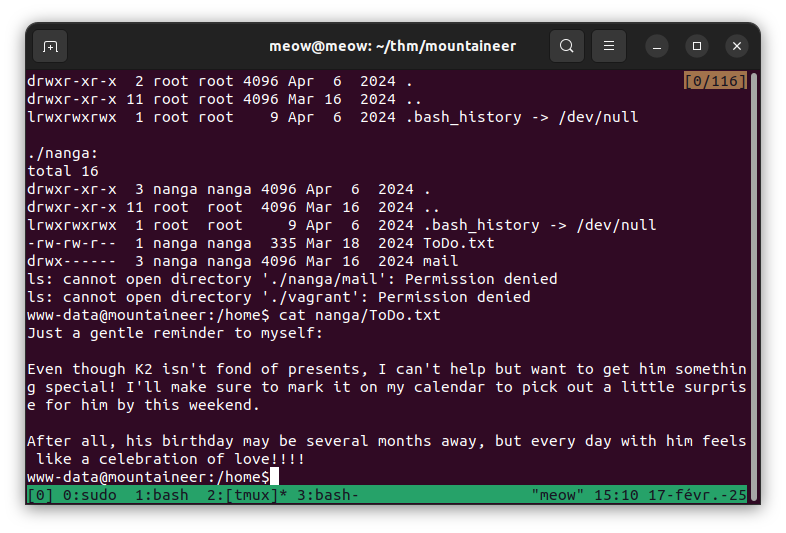 meow@meow: ~/thm/mountaineer
drwxr-xr-x  2 root root 4096 Apr  6  2024 .                              [0/116]
drwxr-xr-x 11 root root 4096 Mar 16  2024 ..
lrwxrwxrwx  1 root root    9 Apr  6  2024 .bash_history -> /dev/null
./nanga:
total 16
drwxr-xr-x  3 nanga nanga 4096 Apr  6  2024 .
drwxr-xr-x 11 root  root  4096 Mar 16  2024 ..
lrwxrwxrwx  1 root  root     9 Apr  6  2024 .bash_history -> /dev/null
-rw-rw-r--  1 nanga nanga  335 Mar 18  2024 ToDo.txt
drwx------  3 nanga nanga 4096 Mar 16  2024 mail
ls: cannot open directory './nanga/mail': Permission denied
ls: cannot open directory './vagrant': Permission denied
www-data@mountaineer:/home$ cat nanga/ToDo.txt
Just a gentle reminder to myself:
Even though K2 isn't fond of presents, I can't help but want to get him somethin
g special! I'll make sure to mark it on my calendar to pick out a little surpris
e for him by this weekend.
After all, his birthday may be several months away, but every day with him feels
 like a celebration of love!!!!
www-data@mountaineer:/home$
[0] 0:sudo  1:bash  2:[tmux]* 3:bash-                    "meow" 15:10 17-févr.-25